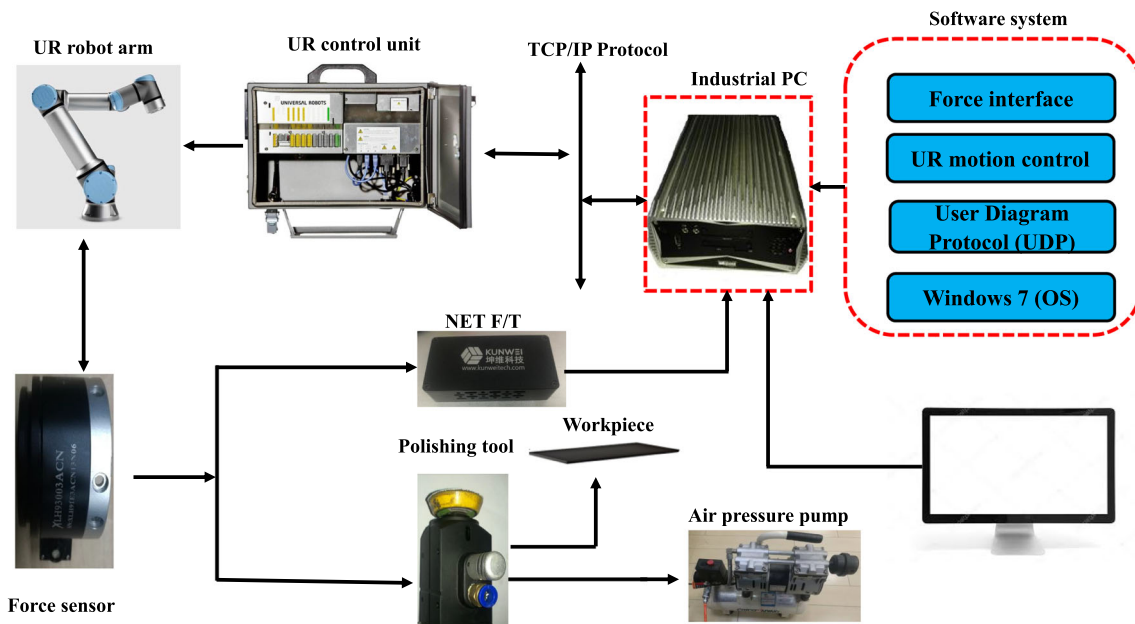 Software system
UR robot arm
UR control unit
TCP/IP Protocol
Industrial PC
UNIVERSAL ROBOTS
Force interface
UR motion control
User Diagram
Protocol (UDP)
Windows 7 (OS)
NET F/T
KUNWEI
坤维科技
www.kunweitech.com
Workpiece
Polishing tool
Air pressure pump
Force sensor